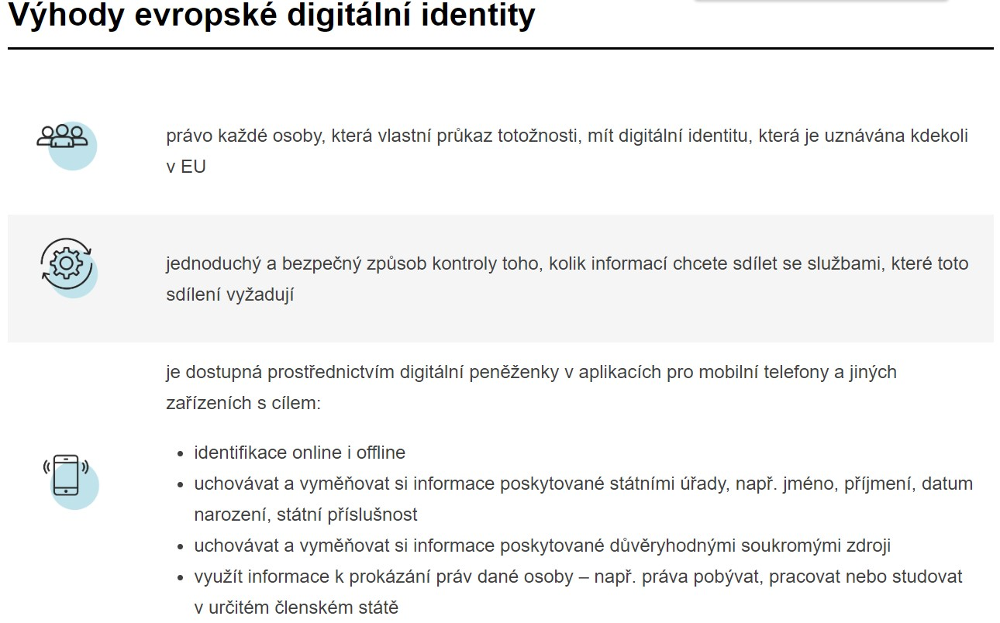 Výhody evropské digitální identity
právo každé osoby, která vlastní průkaz totožnosti, mít digitální identitu, která je uznávána kdekoli
v EU
jednoduchý a bezpečný způsob kontroly toho, kolik informací chcete sdílet se službami, které toto
sdílení vyžadují
je dostupná prostřednictvím digitální peněženky v aplikacích pro mobilní telefony a jiných
zařízeních s cílem:
• identifikace online i offline
• uchovávat a vyměňovat si informace poskytované státními úřady, např. jméno, příjmení, datum
narození, státní příslušnost
• uchovávat a vyměňovat si informace poskytované důvěryhodnými soukromými zdroji
• využít informace k prokázání práv dané osoby – např. práva pobývat, pracovat nebo studovat
v určitém členském státě